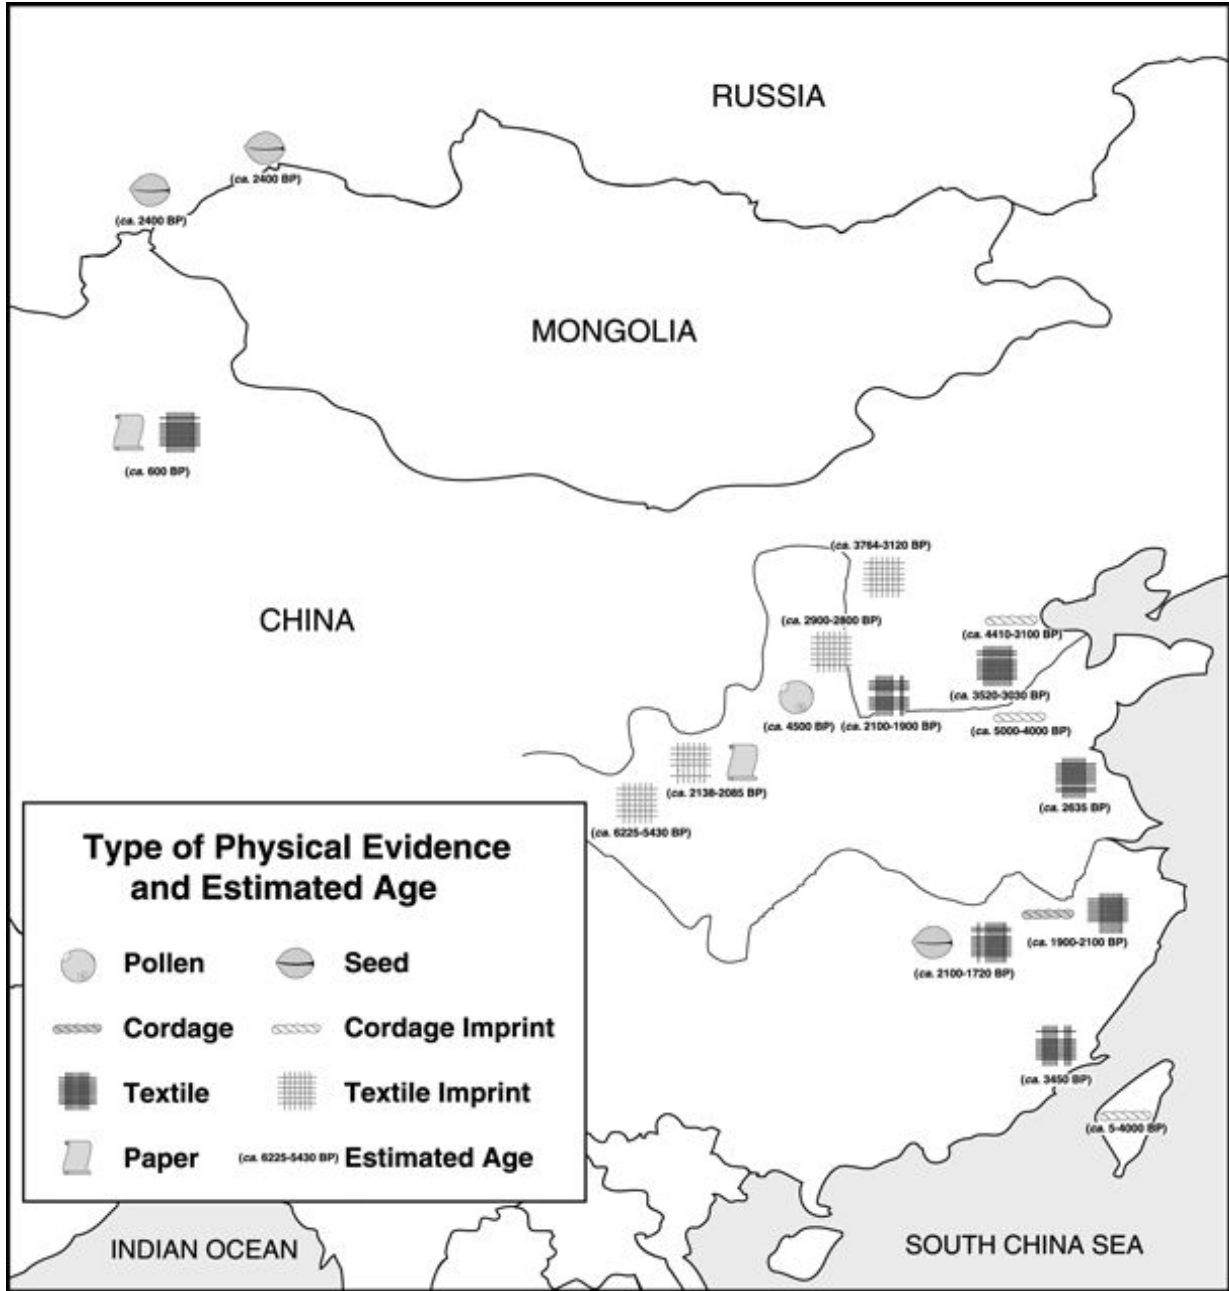 RUSSIA
(ca. 2400 BP)
(ca. 2400 BP)
MONGOLIA
(ca. 600 BP)
(ca. 3764-3120 BP)
CHINA
(ca. 2900-2800 BP)
(ca. 4410-3100 BP)
(ca. 3520-3030 BP)
(ca. 4500 BP)
(ca. 2100-1900 BP)
(ca. 5000-4000 BP)
(ca. 2138-2085 BP)
(ca. 2635 BP)
(ca. 6225-5430 BP)
(ca. 1900-2100 BP)
(ca. 2100-1720 BP)
(ca. 3450 BP)
(ca. 5-4000 BP)
Type of Physical Evidence
and Estimated Age
Pollen
Seed
Cordage
Cordage Imprint
Textile
Textile Imprint
Paper
(ca. 6225-5430 BP) Estimated Age
INDIAN OCEAN
SOUTH CHINA SEA